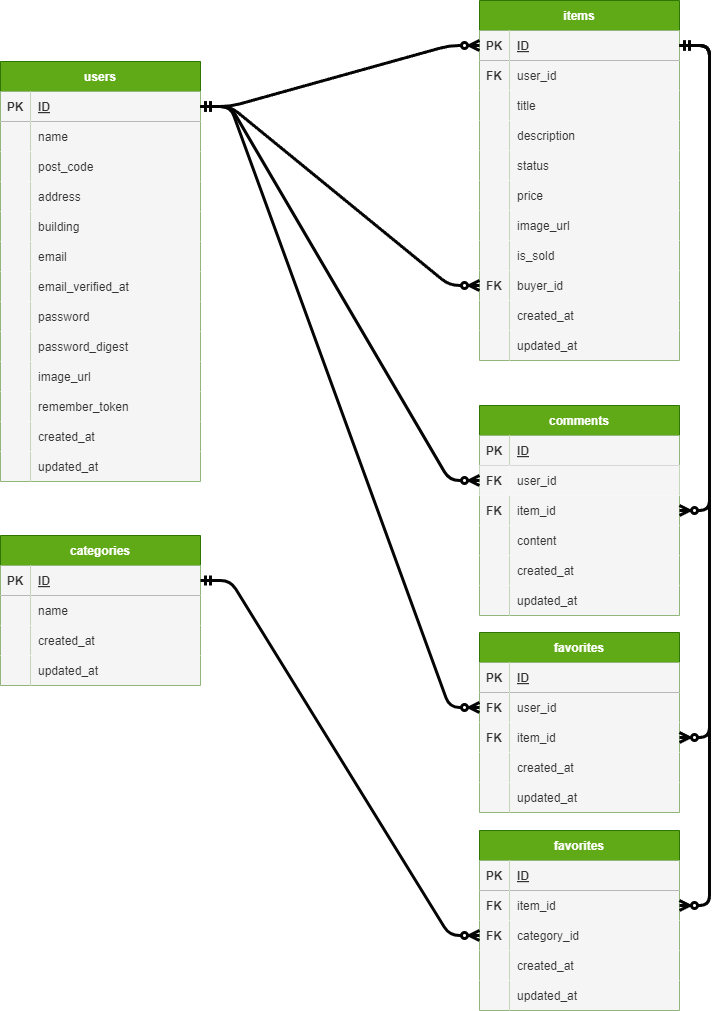 users
PK ID
name
post_code
address
building
email
email_verified_at
password
password_digest
image_url
remember_token
created_at
updated_at
categories
PK ID
name
created_at
updated_at
items
PK ID
FK user_id
title
description
status
price
image_url
is_sold
FK buyer_id
created_at
updated_at
comments
PK ID
FK user_id
FK item_id
content
created_at
updated_at
favorites
PK ID
FK user_id
FK item_id
created_at
updated_at
favorites
PK ID
FK item_id
FK category_id
created_at
updated_at